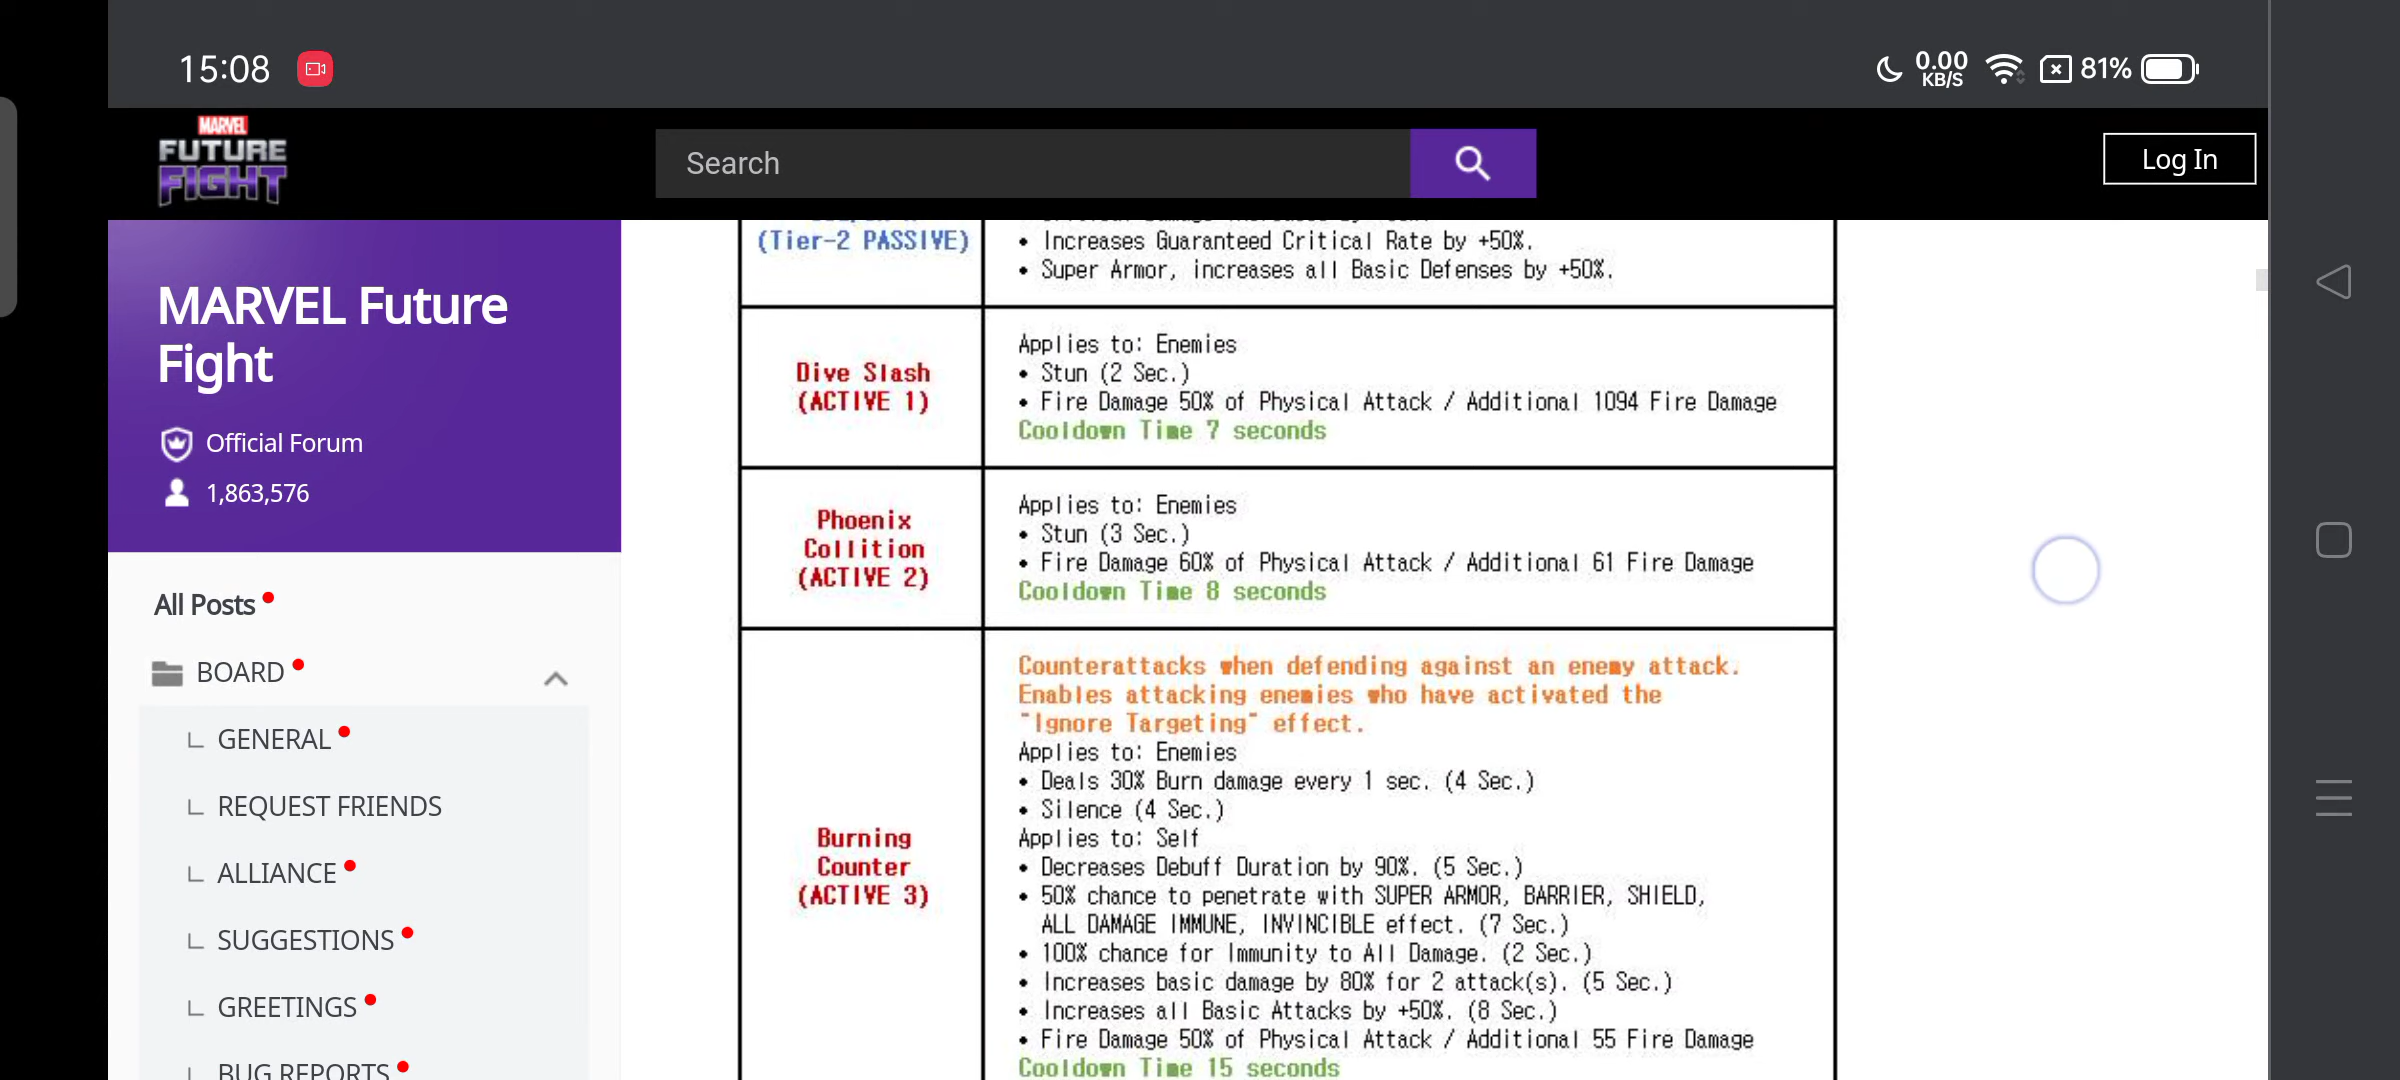 15:08
0.00
KB/S
81%
MARVEL
FUTURE
FIGHT
Search
Log In
MARVEL Future
Fight
Official Forum
1,863,576
All Posts
BOARD
GENERAL
REQUEST FRIENDS
ALLIANCE
SUGGESTIONS
GREETINGS
BUG REPORTS
(Tier-2 PASSIVE)
• Increases Guaranteed Critical Rate by +50%.
• Super Armor, increases all Basic Defenses by +50%.
Dive Slash
(ACTIVE 1)
Applies to: Enemies
• Stun (2 Sec.)
• Fire Damage 50% of Physical Attack / Additional 1094 Fire Damage
Cooldown Time 7 seconds
Phoenix
Collition
(ACTIVE 2)
Applies to: Enemies
• Stun (3 Sec.)
• Fire Damage 60% of Physical Attack / Additional 61 Fire Damage
Cooldown Time 8 seconds
Burning
Counter
(ACTIVE 3)
Counterattacks when defending against an enemy attack.
Enables attacking enemies who have activated the
"Ignore Targeting" effect.
Applies to: Enemies
• Deals 30% Burn damage every 1 sec. (4 Sec.)
• Silence (4 Sec.)
Applies to: Self
• Decreases Debuff Duration by 90%. (5 Sec.)
• 50% chance to penetrate with SUPER ARMOR, BARRIER, SHIELD,
ALL DAMAGE IMMUNE, INVINCIBLE effect. (7 Sec.)
• 100% chance for Immunity to All Damage. (2 Sec.)
• Increases basic damage by 80% for 2 attack(s). (5 Sec.)
• Increases all Basic Attacks by +50%. (8 Sec.)
• Fire Damage 50% of Physical Attack / Additional 55 Fire Damage
Cooldown Time 15 seconds